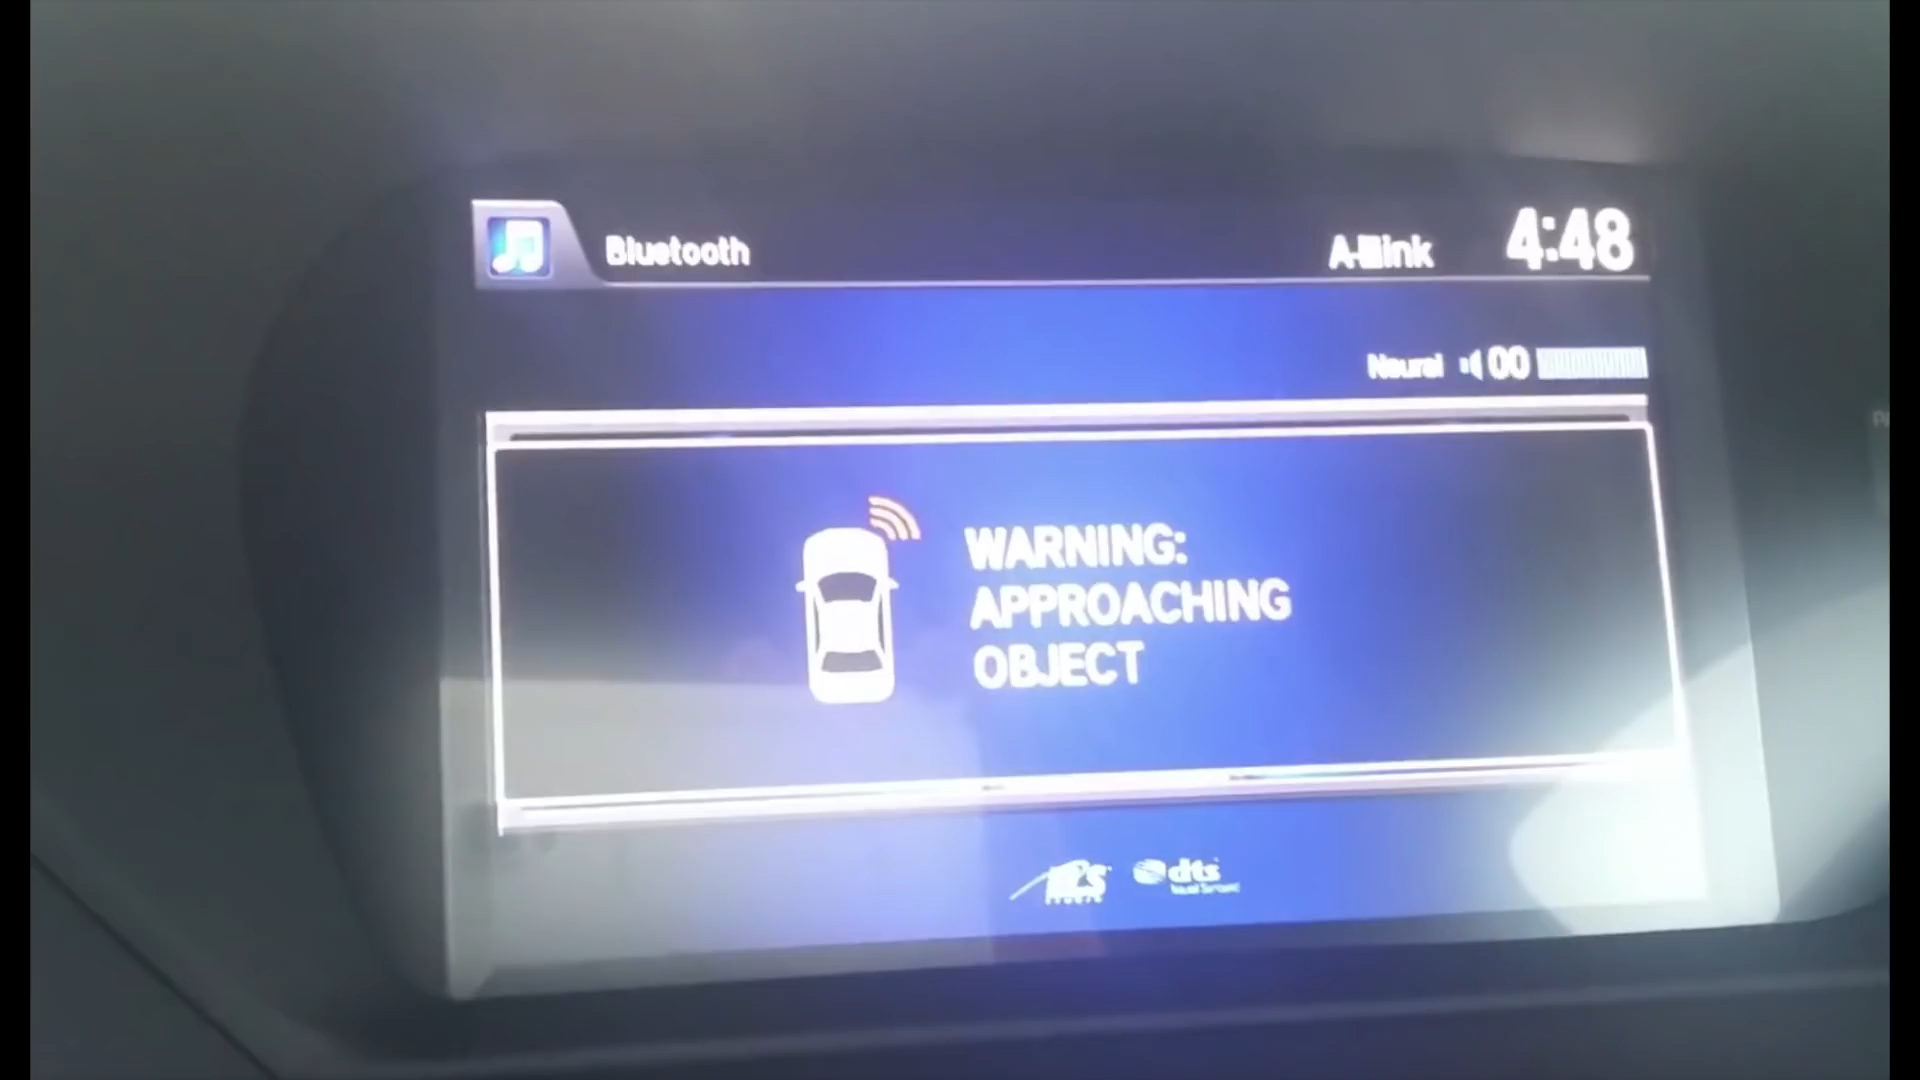 Bluetooth
4:48
Neural 00
WARNING:
APPROACHING
OBJECT
dts